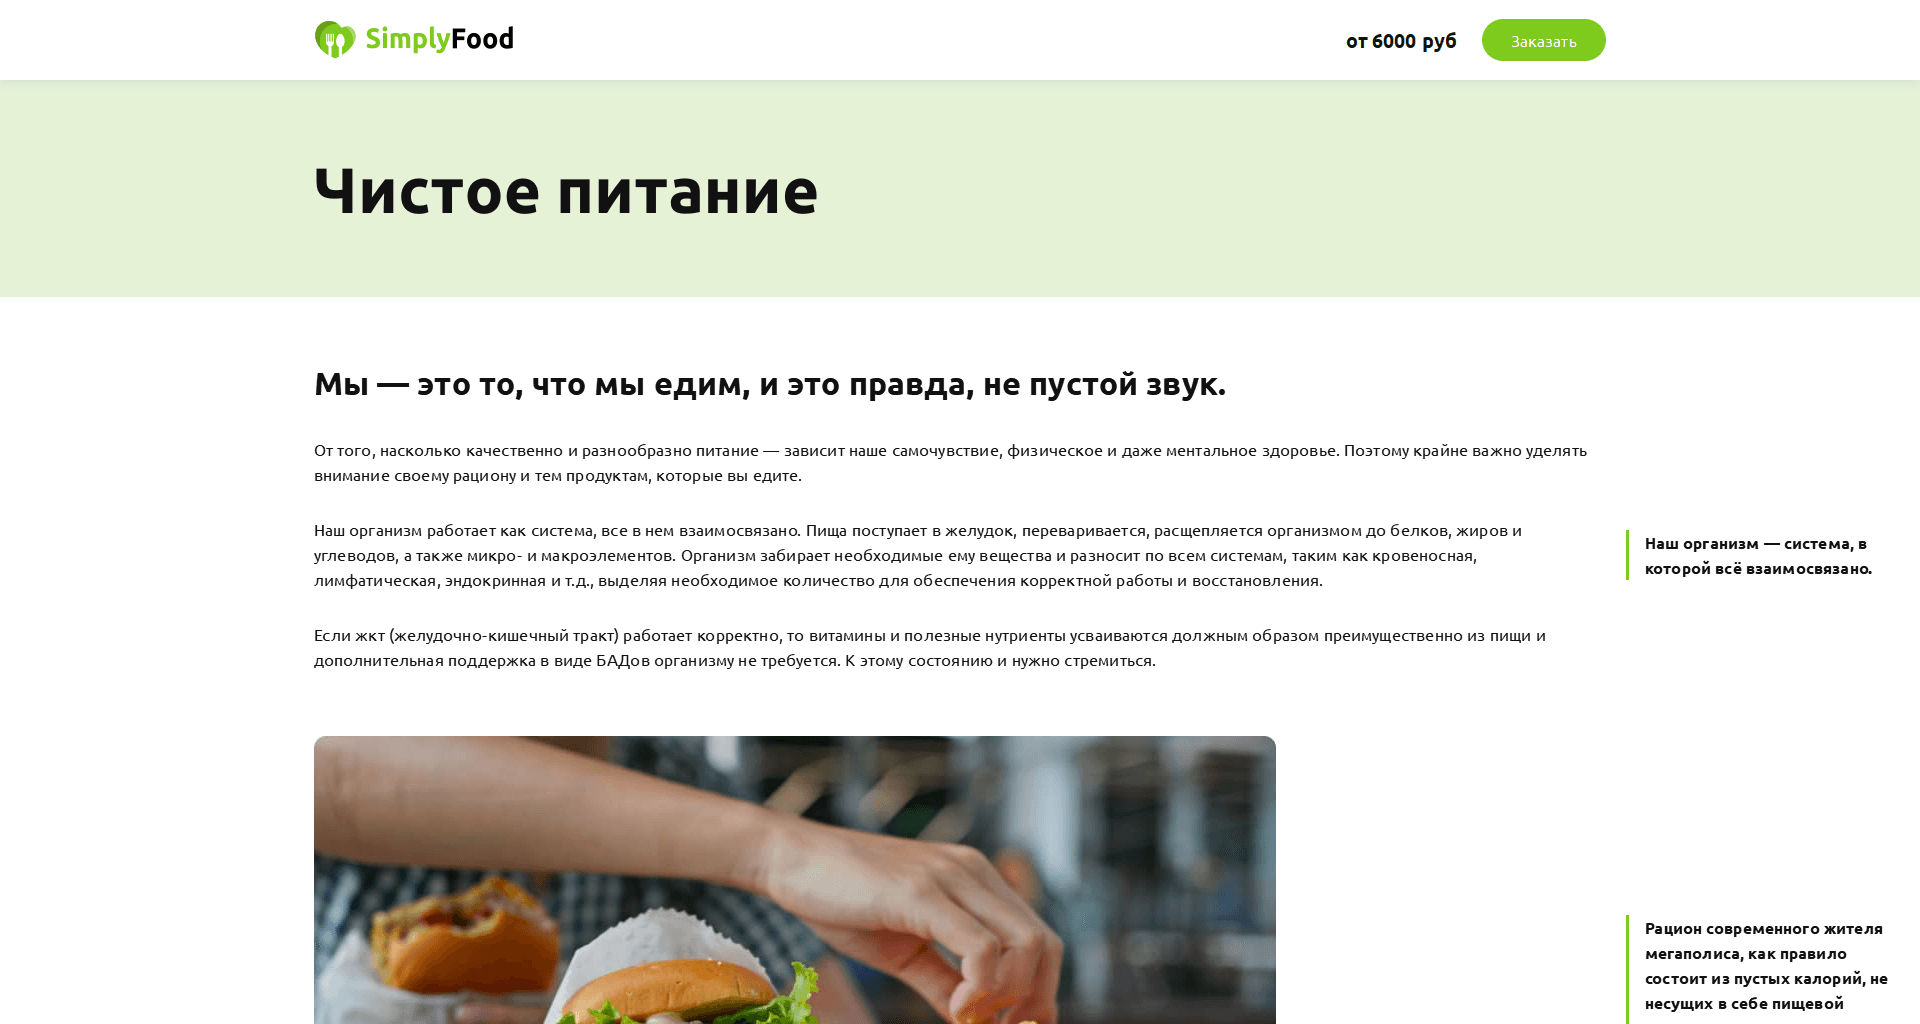 SimplyFood
от 6000 руб
Заказать
Чистое питание
Мы — это то, что мы едим, и это правда, не пустой звук.
От того, насколько качественно и разнообразно питание — зависит наше самочувствие, физическое и даже ментальное здоровье. Поэтому крайне важно уделять
внимание своему рациону и тем продуктам, которые вы едите.
Наш организм работает как система, все в нем взаимосвязано. Пища поступает в желудок, переваривается, расщепляется организмом до белков, жиров и
углеводов, а также микро- и макроэлементов. Организм забирает необходимые ему вещества и разносит по всем системам, таким как кровеносная,
лимфатическая, эндокринная и т.д., выделяя необходимое количество для обеспечения корректной работы и восстановления.
Наш организм — система, в
которой всё взаимосвязано.
Если жкт (желудочно-кишечный тракт) работает корректно, то витамины и полезные нутриенты усваиваются должным образом преимущественно из пищи и
дополнительная поддержка в виде БАДов организму не требуется. К этому состоянию и нужно стремиться.
Рацион современного жителя
мегаполиса, как правило
состоит из пустых калорий, не
несущих в себе пищевой